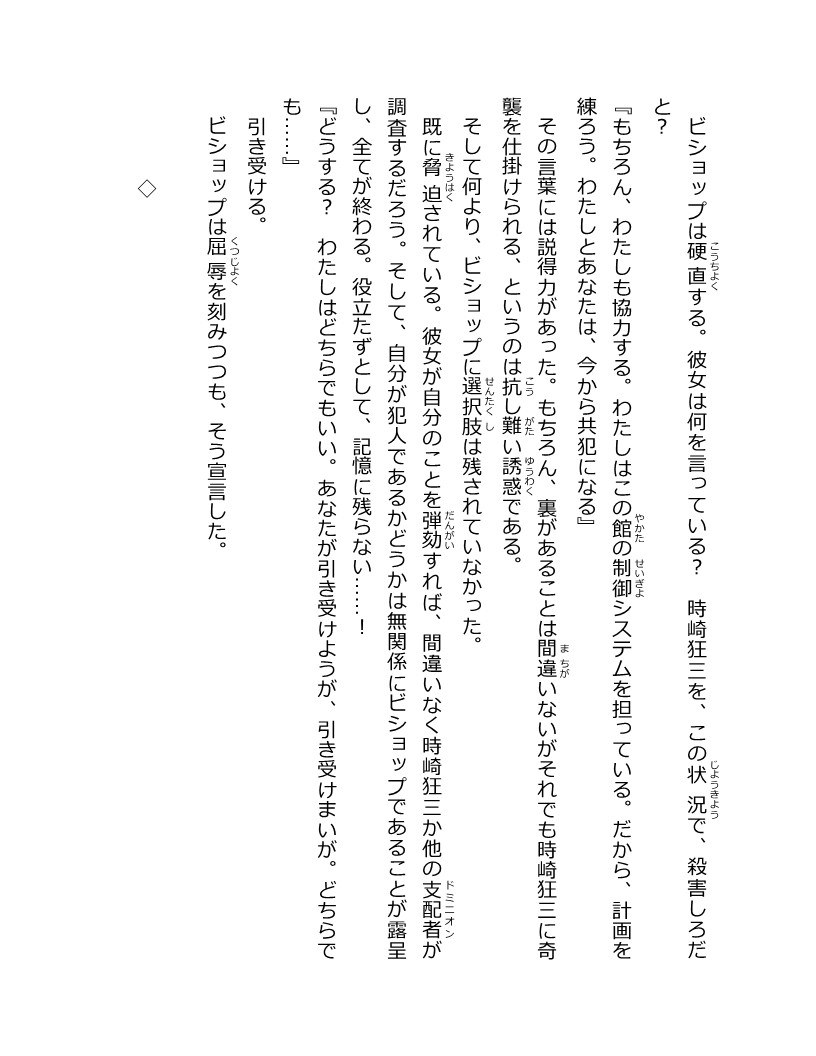 ビショップは硬直する。彼女は何を言っている？　時崎狂三を、この状況で、殺害しろだ
と？
『もちろん、わたしも協力する。わたしはこの館の制御システムを担っている。だから、計画を
練ろう。わたしとあなたは、今から共犯になる』
その言葉には説得力があった。もちろん、裏があることは間違いないがそれでも時崎狂三に奇
襲を仕掛けられる、というのは抗し難い誘惑である。
そして何より、ビショップに選択肢は残されていなかった。
既に脅迫されている。彼女が自分のことを弾劾すれば、間違いなく時崎狂三か他の支配者が
調査するだろう。そして、自分が犯人であるかどうかは無関係にビショップであることが露呈
し、全てが終わる。役立たずとして、記憶に残らない……！
『どうする？　わたしはどちらでもいい。あなたが引き受けようが、引き受けまいが。どちらで
も……』
引き受ける。
ビショップは屈辱を刻みつつも、そう宣言した。
◇